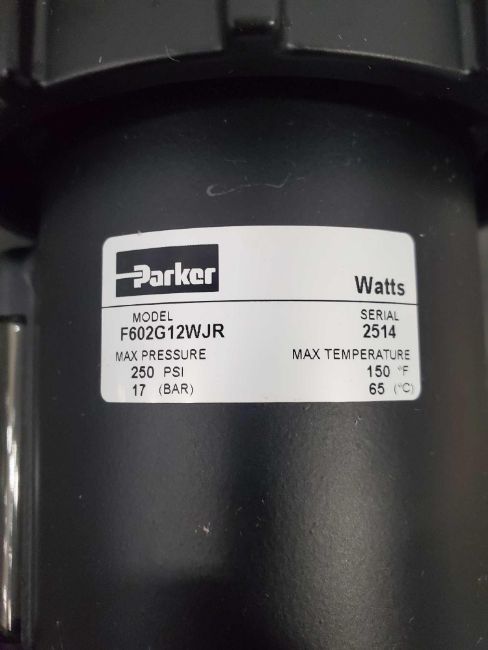 Parker
Watts
MODEL SERIAL
F602G12WJR 2514
MAX PRESSURE MAX TEMPERATURE
250 PSI 150 °F
17 (BAR) 65 (°C)